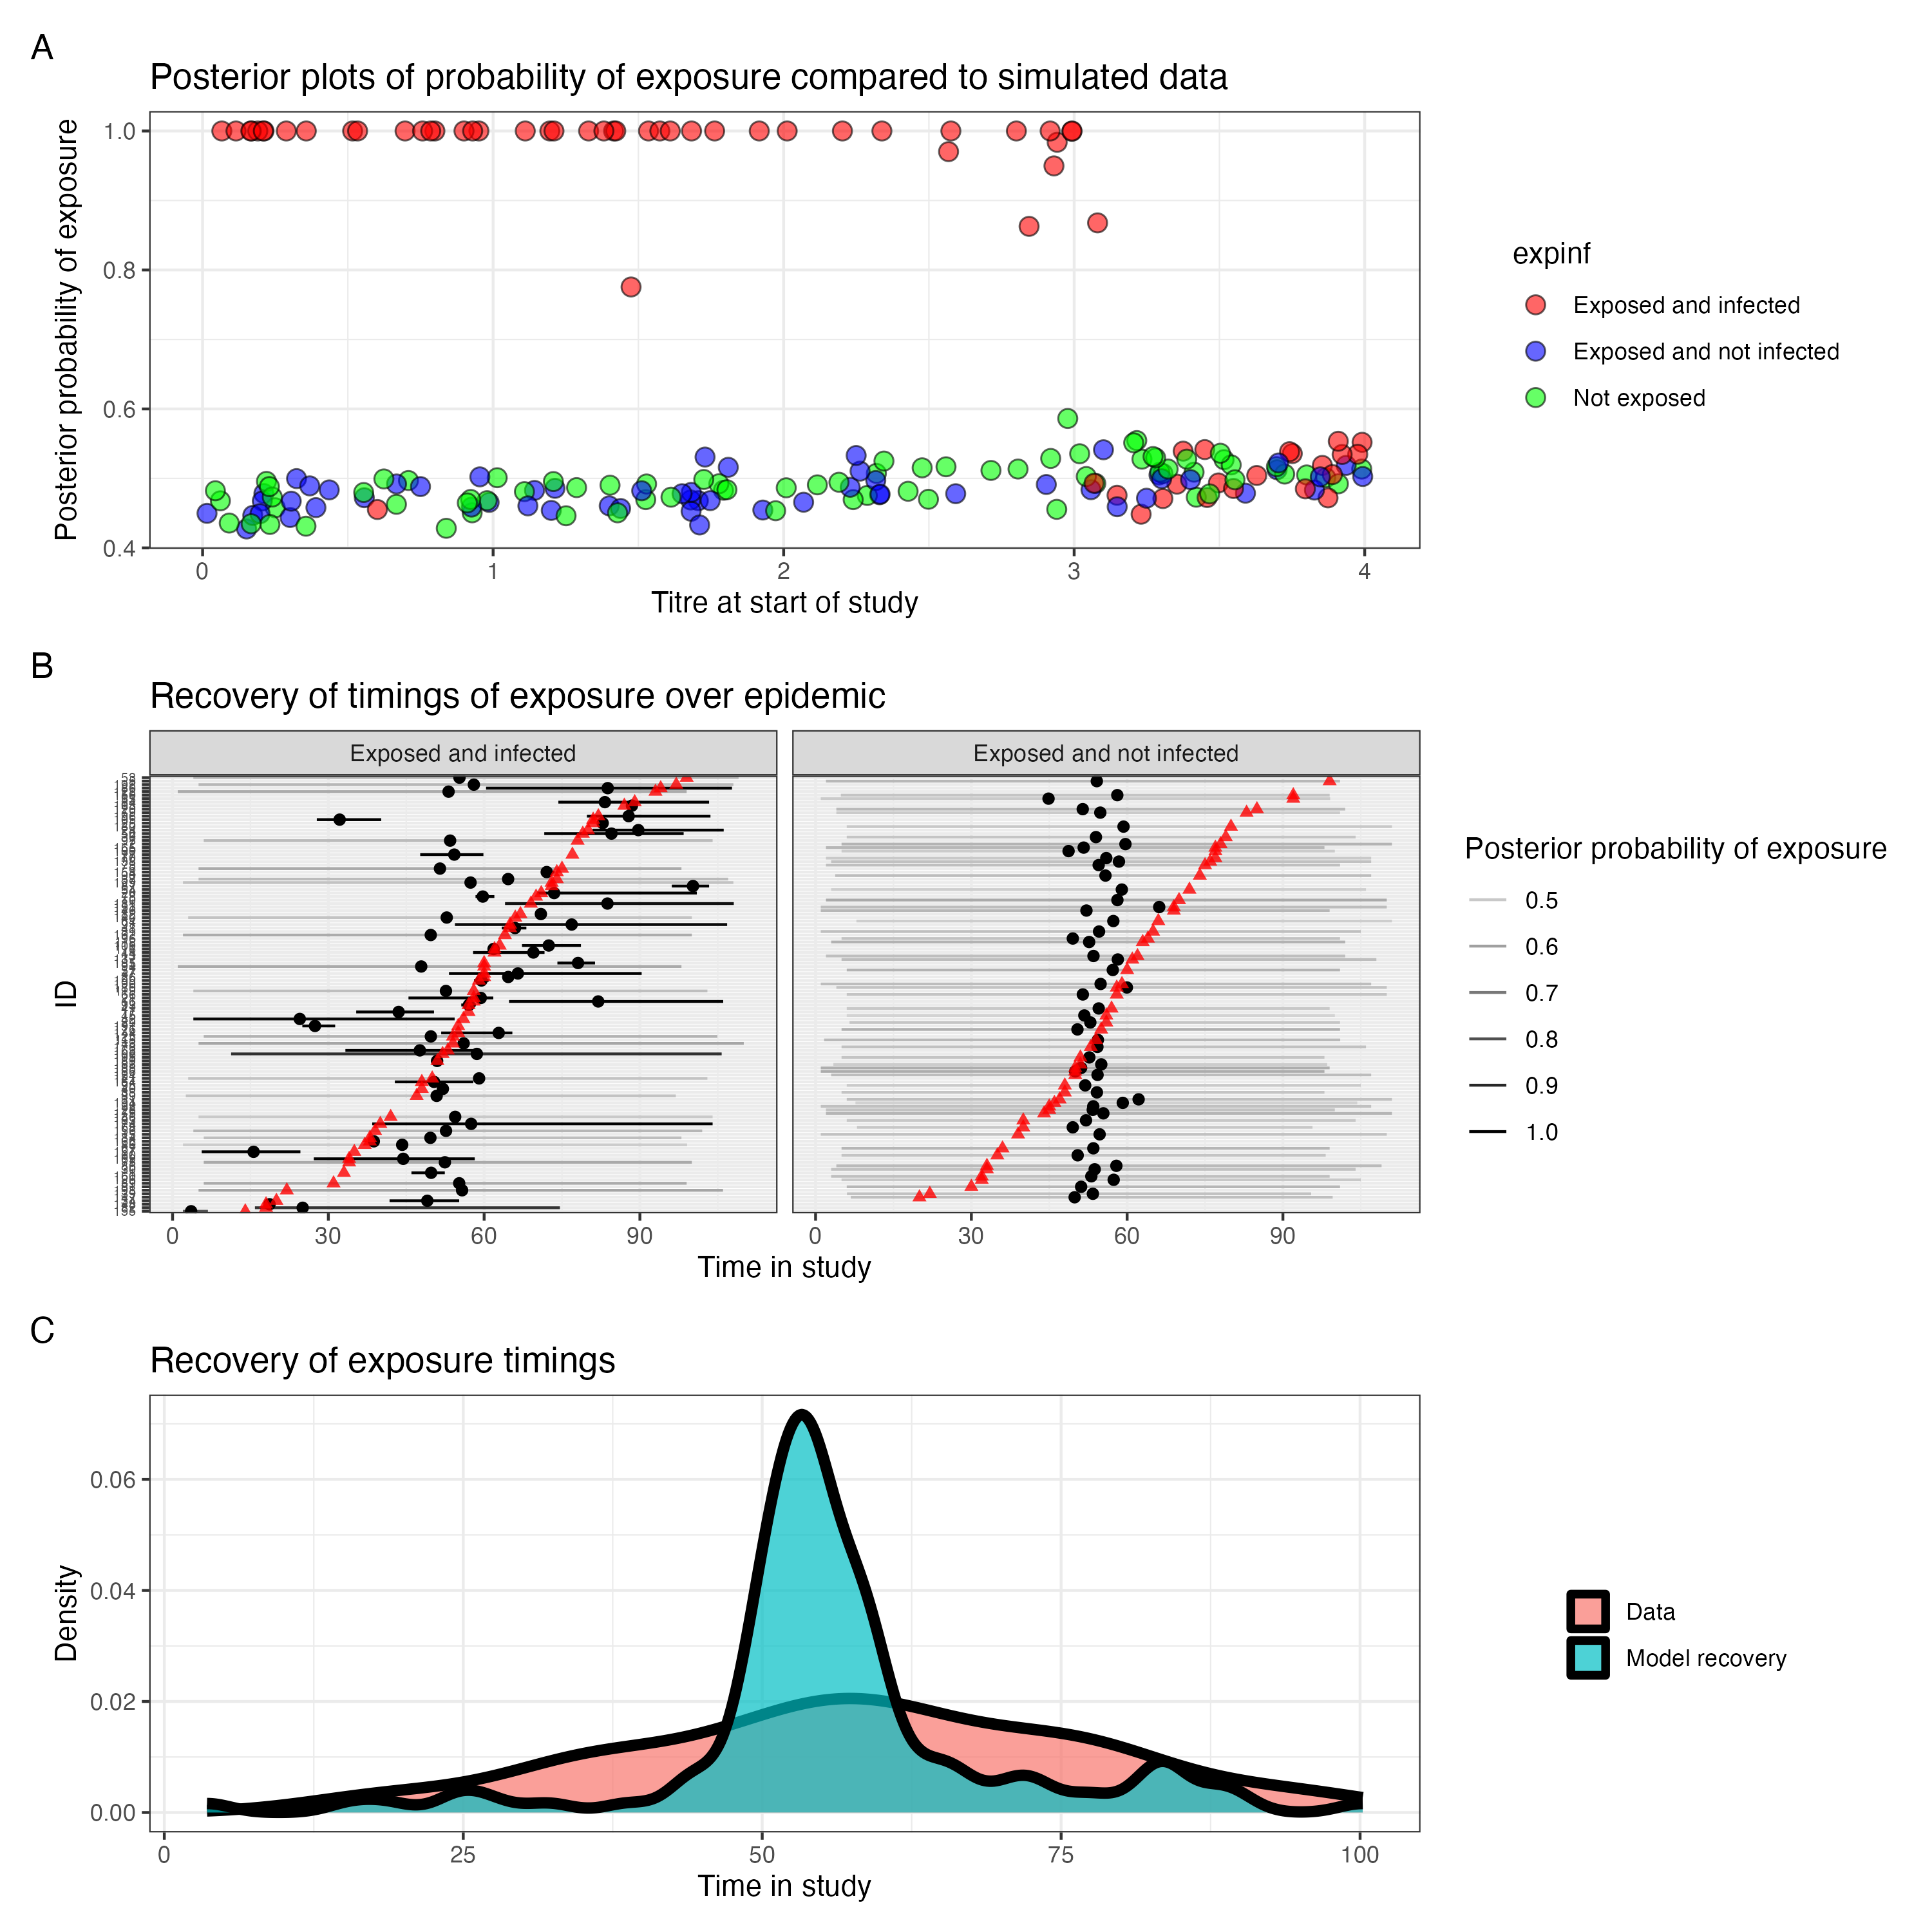 A
Posterior plots of probability of exposure compared to simulated data
Posterior probability of exposure
1.0
0.8
0.6
0.4
0 1 2 3 4
Titre at start of study
expinf
Exposed and infected
Exposed and not infected
Not exposed
B
Recovery of timings of exposure over epidemic
Exposed and infected Exposed and not infected
ID
0 30 60 90 0 30 60 90
Time in study
Posterior probability of exposure
0.5
0.6
0.7
0.8
0.9
1.0
C
Recovery of exposure timings
Density
0.06
0.04
0.02
0.00
0 25 50 75 100
Time in study
Data
Model recovery